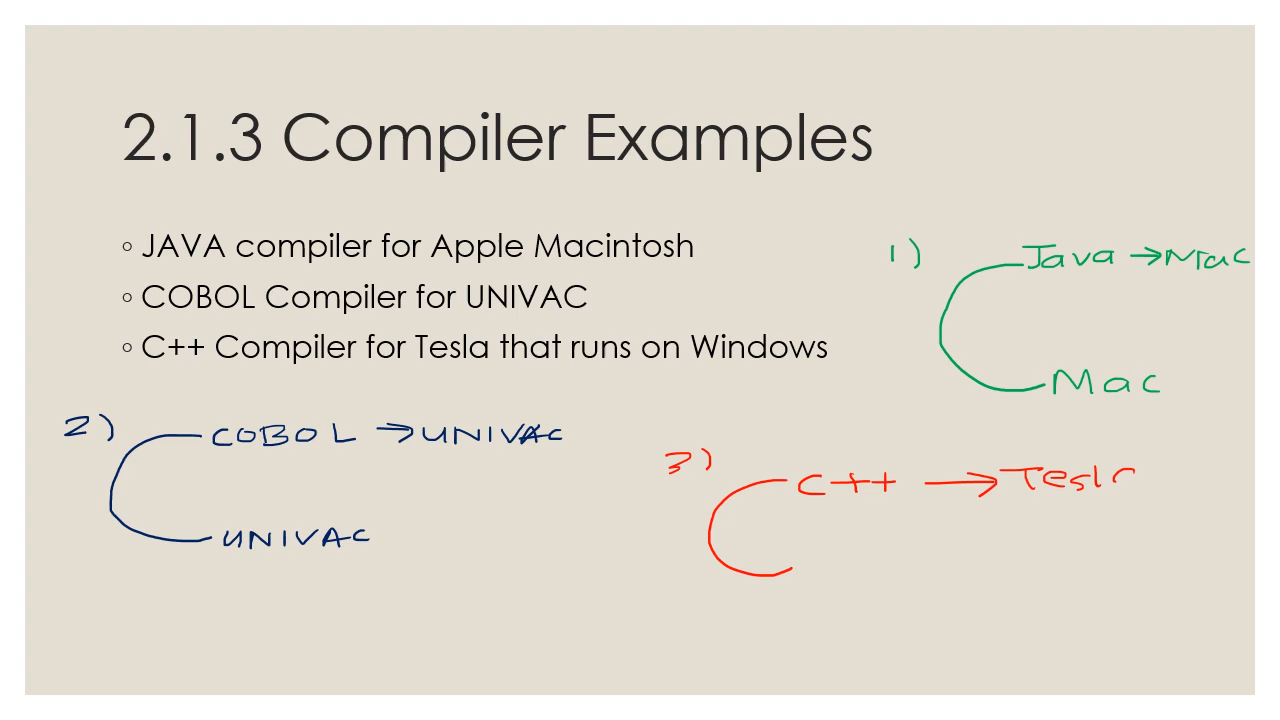 2.1.3 Compiler Examples
◦ JAVA compiler for Apple Macintosh
◦ COBOL Compiler for UNIVAC
◦ C++ Compiler for Tesla that runs on Windows
1) Java → Mac
Mac
2) COBOL → UNIVAC
UNIVAC
3) C++ → Tesla